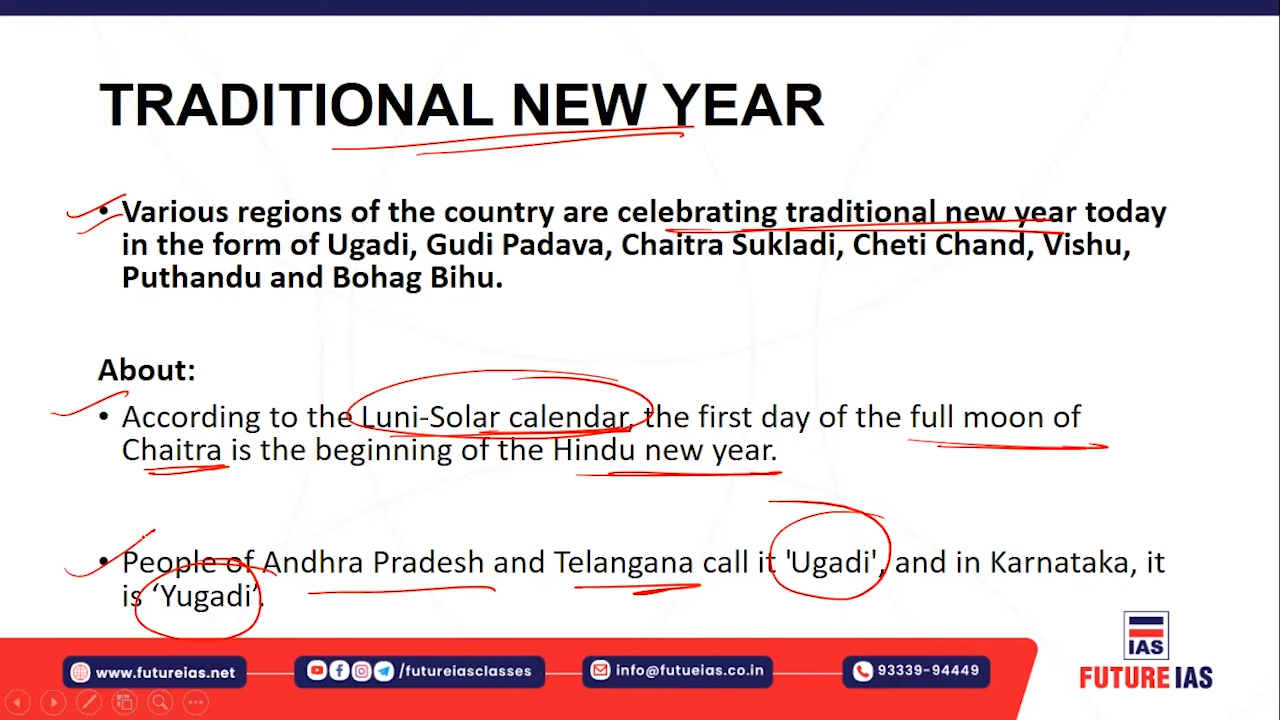 TRADITIONAL NEW YEAR
• Various regions of the country are celebrating traditional new year today
in the form of Ugadi, Gudi Padava, Chaitra Sukladi, Cheti Chand, Vishu,
Puthandu and Bohag Bihu.
About:
• According to the Luni-Solar calendar, the first day of the full moon of
Chaitra is the beginning of the Hindu new year.
• People of Andhra Pradesh and Telangana call it 'Ugadi', and in Karnataka, it
is ‘Yugadi’.
www.futureias.net
/futureiasclasses
info@futueias.co.in
93339-94449
IAS
FUTURE IAS